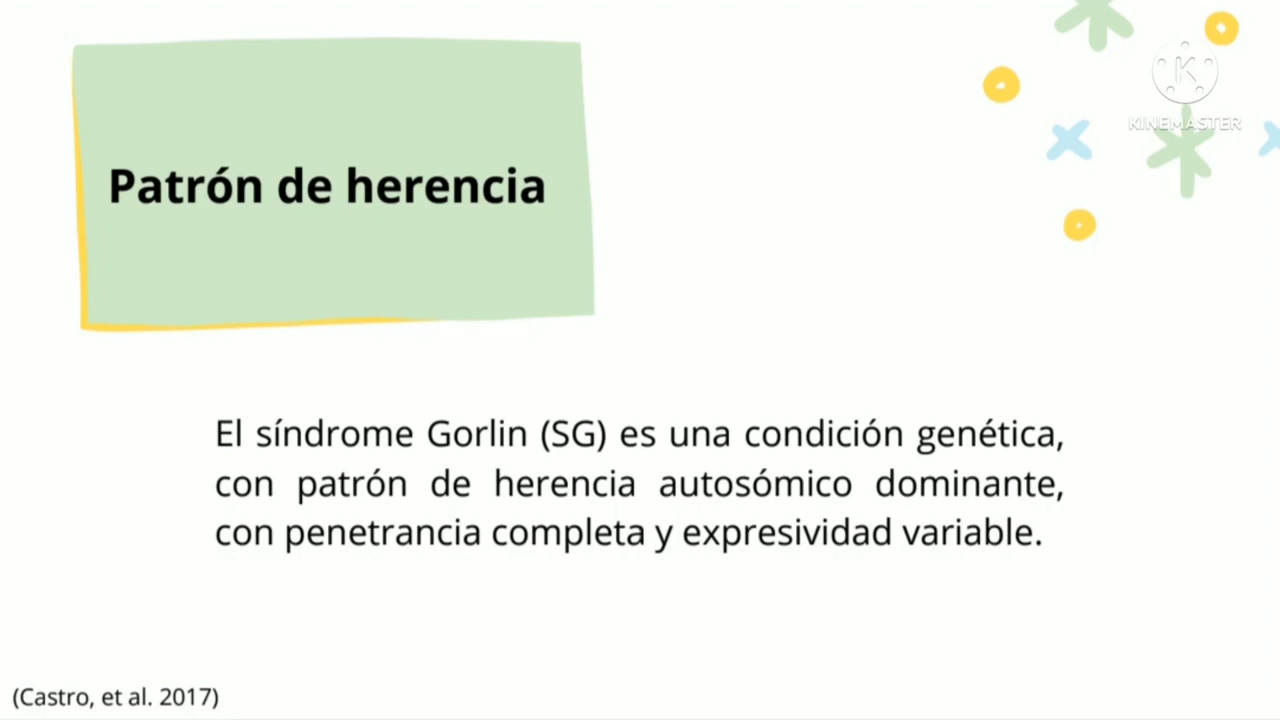 Patrón de herencia
KINEMASTER
El síndrome Gorlin (SG) es una condición genética,
con patrón de herencia autosómico dominante,
con penetrancia completa y expresividad variable.
(Castro, et al. 2017)